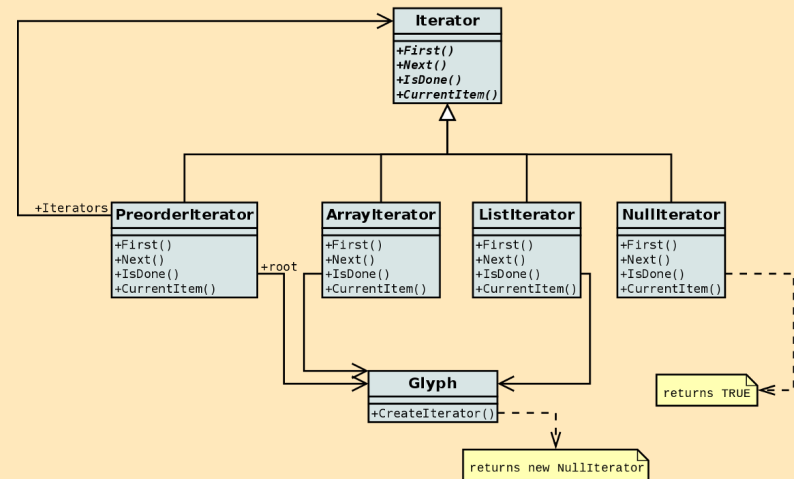 Iterator
+First()
+Next()
+IsDone()
+CurrentItem()
+Iterators
PreorderIterator
+First()
+Next()
+IsDone()
+CurrentItem()
+root
ArrayIterator
+First()
+Next()
+IsDone()
+CurrentItem()
ListIterator
+First()
+Next()
+IsDone()
+CurrentItem()
NullIterator
+First()
+Next()
+IsDone()
+CurrentItem()
Glyph
+CreateIterator()
returns TRUE
returns new NullIterator